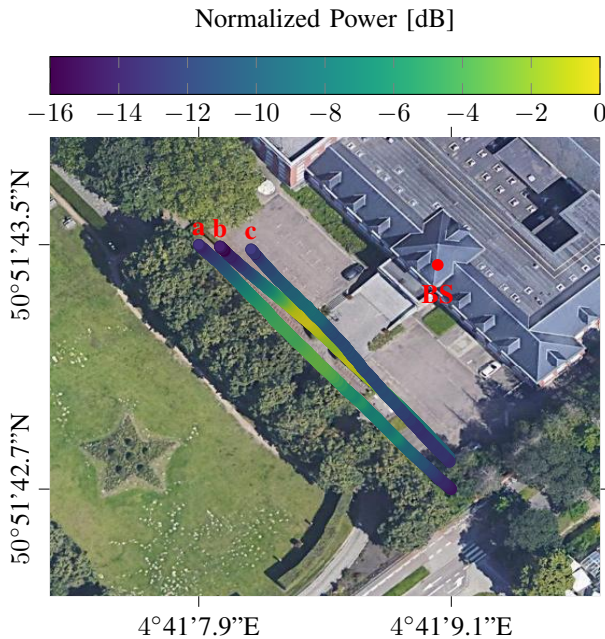 Normalized Power [dB]
−16 −14 −12 −10 −8 −6 −4 −2 0
50°51'43.5"N
50°51'42.7"N
a b c
BS
4°41'7.9"E 4°41'9.1"E